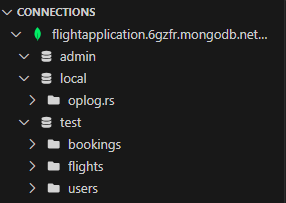 CONNECTIONS
flightapplication.6gzfr.mongodb.net...
admin
local
oplog.rs
test
bookings
flights
users